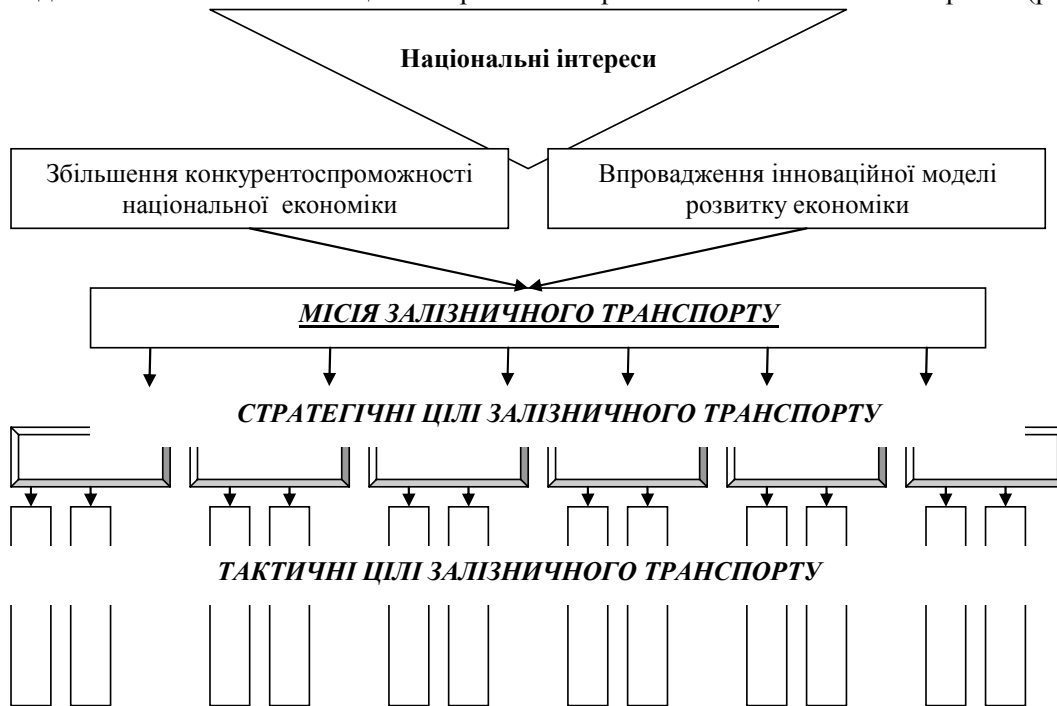 Національні інтереси
Збільшення конкурентоспроможності
національної економіки
Впровадження інноваційної моделі
розвитку економіки
МІСІЯ ЗАЛІЗНИЧНОГО ТРАНСПОРТУ
СТРАТЕГІЧНІ ЦІЛІ ЗАЛІЗНИЧНОГО ТРАНСПОРТУ
ТАКТИЧНІ ЦІЛІ ЗАЛІЗНИЧНОГО ТРАНСПОРТУ